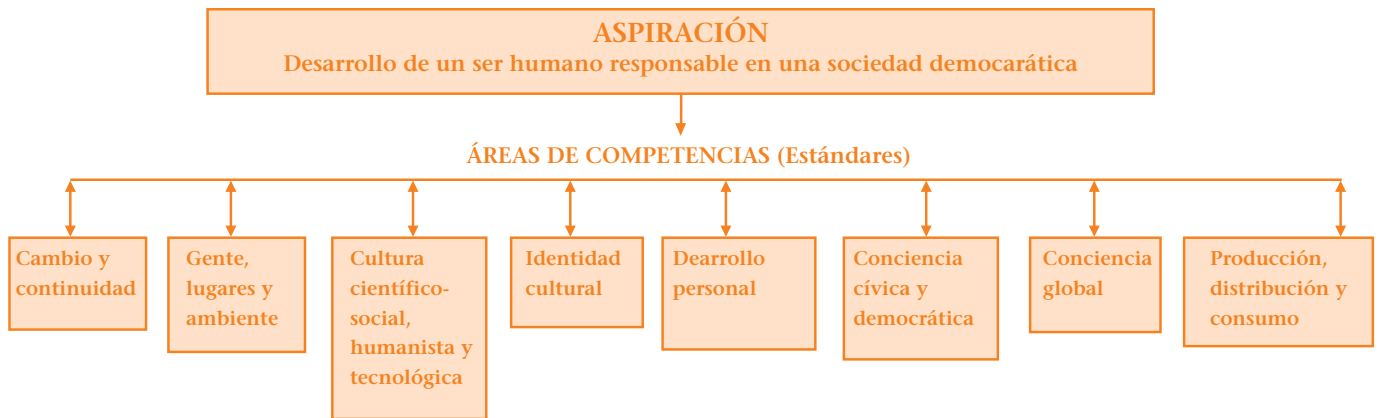 ASPIRACIÓN
Desarrollo de un ser humano responsable en una sociedad democarática
ÁREAS DE COMPETENCIAS (Estándares)
Cambio y
continuidad
Gente,
lugares y
ambiente
Cultura
científico-
social,
humanista y
tecnológica
Identidad
cultural
Dearrollo
personal
Conciencia
cívica y
democrática
Conciencia
global
Producción,
distribución y
consumo